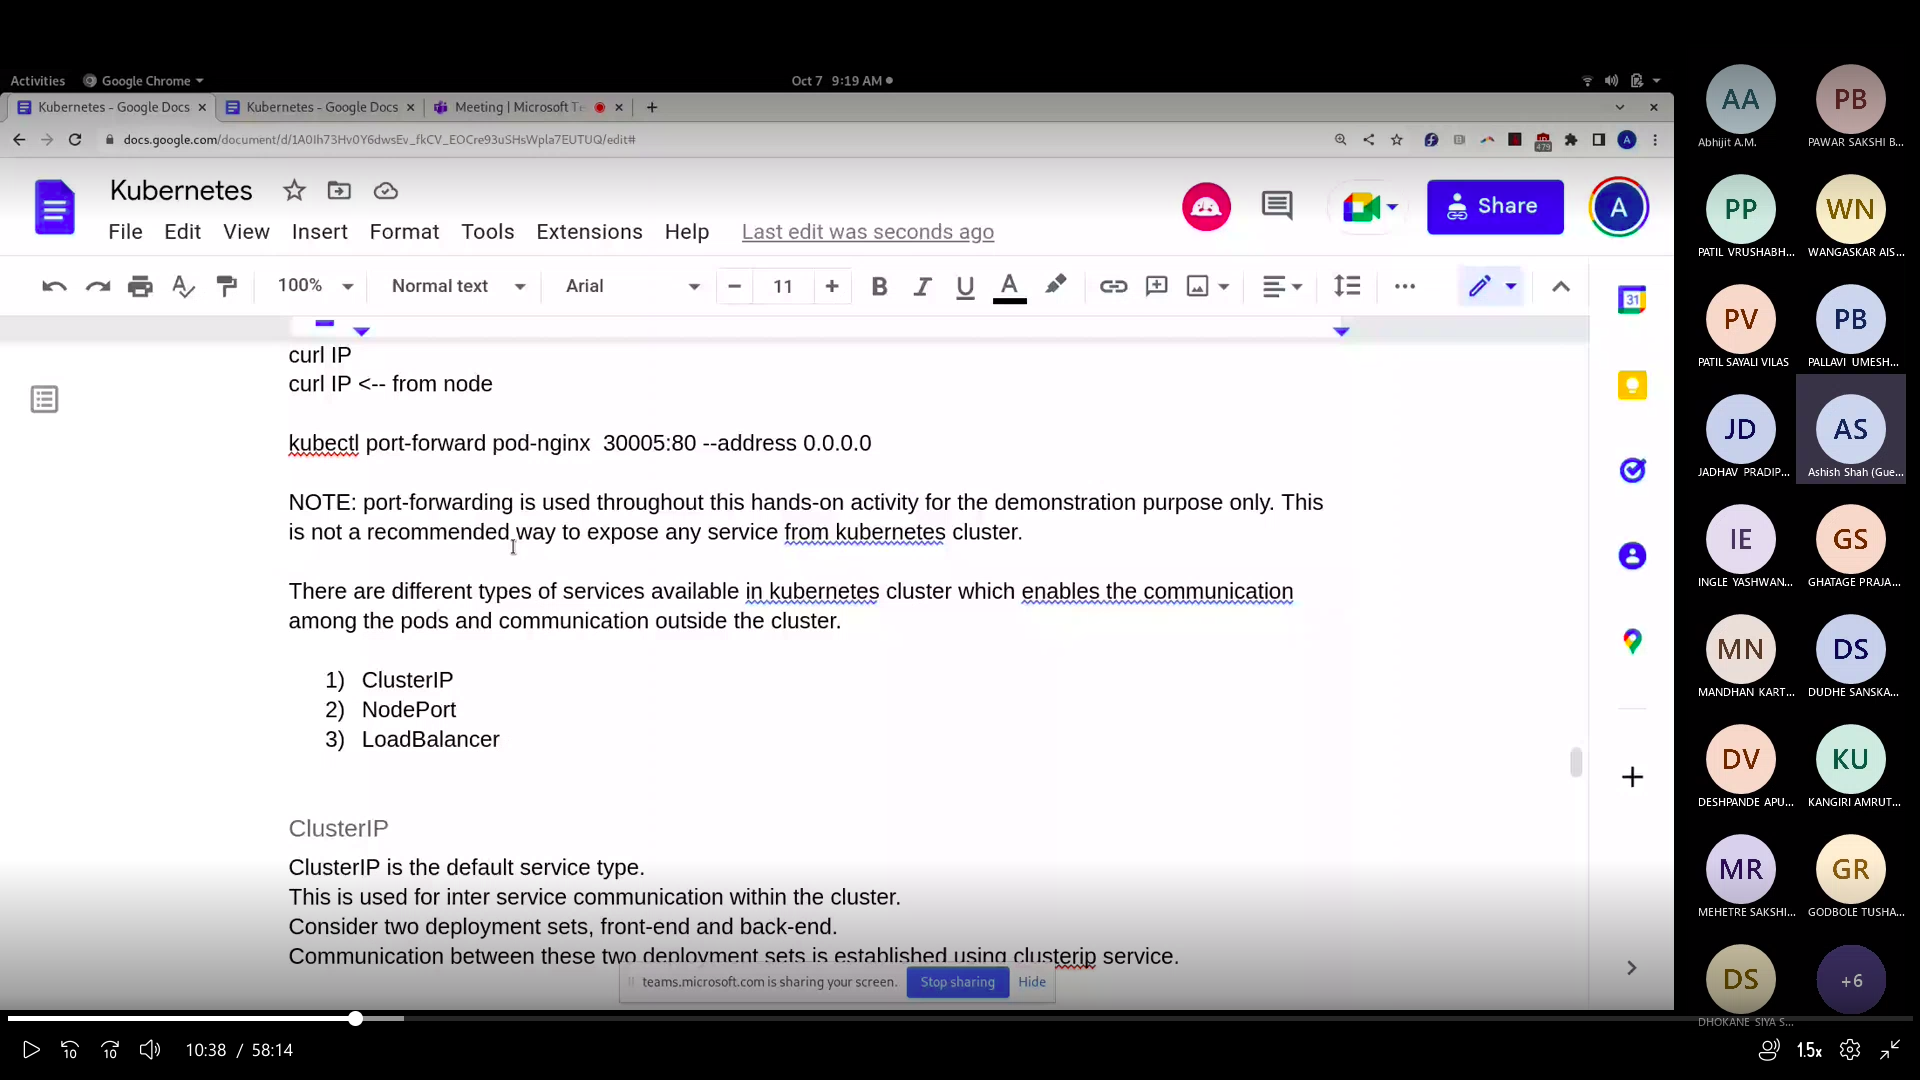 Activities Google Chrome Oct 7 9:19 AM
Kubernetes - Google Docs Kubernetes - Google Docs Meeting | Microsoft Te
docs.google.com/document/d/1A0Ih73Hv0Y6dwsEv_fkCV_EOCre93uSHsWpla7EUTUQ/edit#
479
A
Kubernetes
Share
A
File Edit View Insert Format Tools Extensions Help Last edit was seconds ago
100% Normal text Arial 11 B I U A
31
curl IP
curl IP <-- from node
kubectl port-forward pod-nginx 30005:80 --address 0.0.0.0
NOTE: port-forwarding is used throughout this hands-on activity for the demonstration purpose only. This
is not a recommended way to expose any service from kubernetes cluster.
There are different types of services available in kubernetes cluster which enables the communication
among the pods and communication outside the cluster.
1) ClusterIP
2) NodePort
3) LoadBalancer
ClusterIP
ClusterIP is the default service type.
This is used for inter service communication within the cluster.
Consider two deployment sets, front-end and back-end.
Communication between these two deployment sets is established using clusterip service.
teams.microsoft.com is sharing your screen. Stop sharing Hide
10 10 10:38 / 58:14
1.5x
AA PB
Abhijit A.M. PAWAR SAKSHI B...
PP WN
PATIL VRUSHABH... WANGASKAR AIS...
PV PB
PATIL SAYALI VILAS PALLAVI UMESH...
JD AS
JADHAV PRADIP... Ashish Shah (Gue...
IE GS
INGLE YASHWAN... GHATAGE PRAJA...
MN DS
MANDHAN KART... DUDHE SANSKA...
DV KU
DESHPANDE APU... KANGIRI AMRUT...
MR GR
MEHETRE SAKSHI... GODBOLE TUSHA...
DS +6
DHOKANE SIYA S...